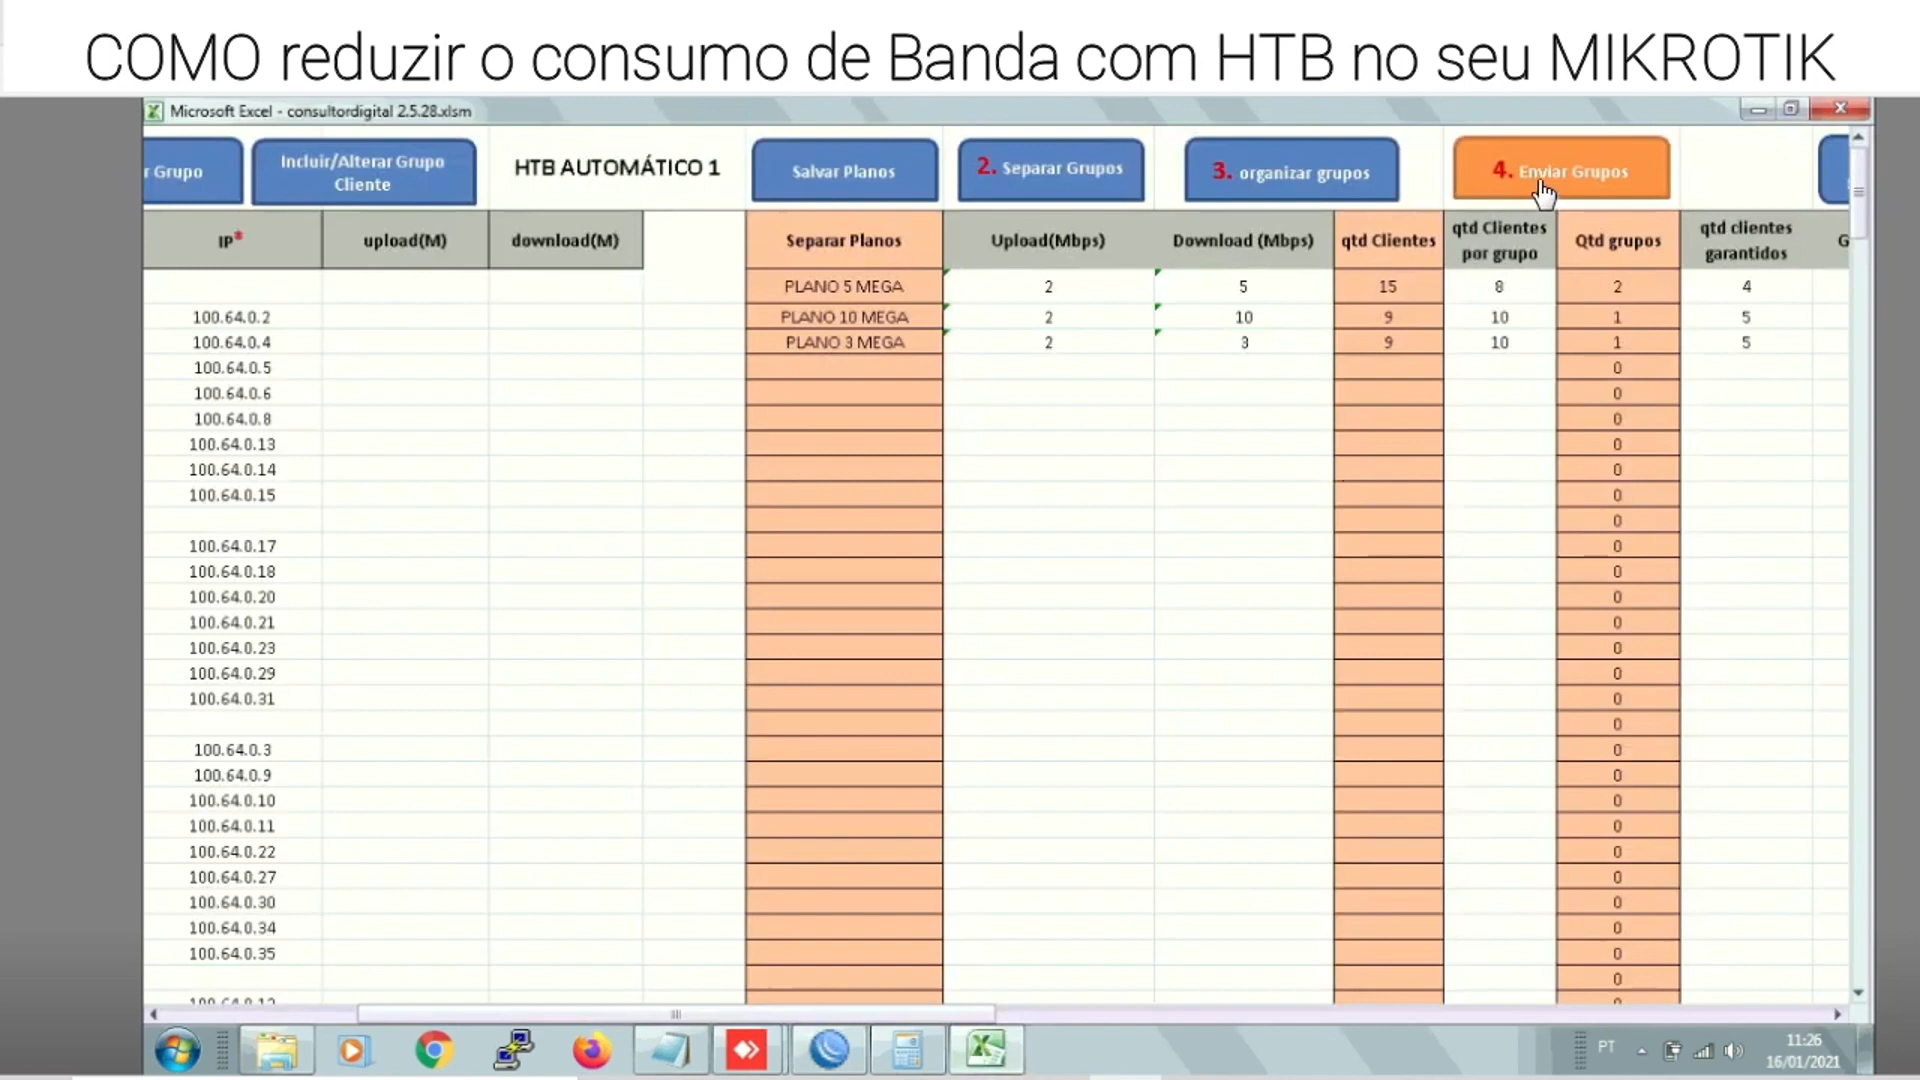 COMO reduzir o consumo de Banda com HTB no seu MIKROTIK
Microsoft Excel - consultordigital 2.5.28.xlsm
r Grupo
Incluir/Alterar Grupo
Cliente
HTB AUTOMÁTICO 1
Salvar Planos
2. Separar Grupos
3. organizar grupos
4. Enviar Grupos
IP* upload(M) download(M) Separar Planos Upload(Mbps) Download (Mbps) qtd Clientes qtd Clientes por grupo Qtd grupos qtd clientes garantidos G
PLANO 5 MEGA 2 5 15 8 2 4
100.64.0.2 PLANO 10 MEGA 2 10 9 10 1 5
100.64.0.4 PLANO 3 MEGA 2 3 9 10 1 5
100.64.0.5 0
100.64.0.6 0
100.64.0.8 0
100.64.0.13 0
100.64.0.14 0
100.64.0.15 0
0
100.64.0.17 0
100.64.0.18 0
100.64.0.20 0
100.64.0.21 0
100.64.0.23 0
100.64.0.29 0
100.64.0.31 0
0
100.64.0.3 0
100.64.0.9 0
100.64.0.10 0
100.64.0.11 0
100.64.0.22 0
100.64.0.27 0
100.64.0.30 0
100.64.0.34 0
100.64.0.35 0
0
PT
11:26
16/01/2021